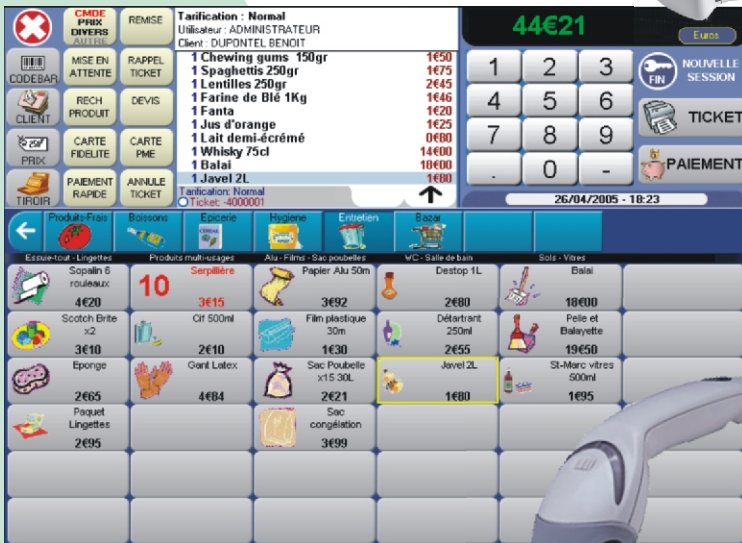 CMDE
PRIX
DIVERS
AUTRE
REMISE
CODEBAR
MISE EN
ATTENTE
RAPPEL
TICKET
CLIENT
RECH
PRODUIT
DEVIS
PRIX
CARTE
FIDELITE
CARTE
PME
TIROIR
PAIEMENT
RAPIDE
ANNULE
TICKET
Tarification : Normal
Utilisateur : ADMINISTRATEUR
Client : DUPONTEL BENOIT
1 Chewing gums 150gr 1€50
1 Spaghettis 250gr 1€75
1 Lentilles 250gr 2€45
1 Farine de Blé 1Kg 1€46
1 Fanta 1€20
1 Jus d'orange 1€25
1 Lait demi-écrémé 0€80
1 Whisky 75cl 14€00
1 Balai 18€00
1 Javel 2L 1€80
Tarification: Normal
Ticket: -4000001
44€21
Euros
1 2 3
4 5 6
7 8 9
. 0 -
FIN
NOUVELLE
SESSION
TICKET
PAIEMENT
26/04/2005 - 18:23
Produits-Frais Boissons Epicerie Hygiene Entretien Bazar
Essuie-tout - Lingettes Produits multi-usages Alu - Films - Sac poubelles WC - Salle de bain Sols - Vitres
Sopalin 6
rouleaux
4€20
10
Serpillère
3€15
Papier Alu 50m
3€92
Destop 1L
2€80
Balai
18€00
Scotch Brite
x2
3€10
Cif 500ml
2€10
Film plastique
30m
1€30
Détartrant
250ml
2€55
Pelle et
Balayette
19€50
Eponge
2€65
Gant Latex
4€84
Sac Poubelle
x15 30L
2€21
Javel 2L
1€80
St-Marc vitres
500ml
1€95
Paquet
Lingettes
2€95
Sac
congélation
3€99